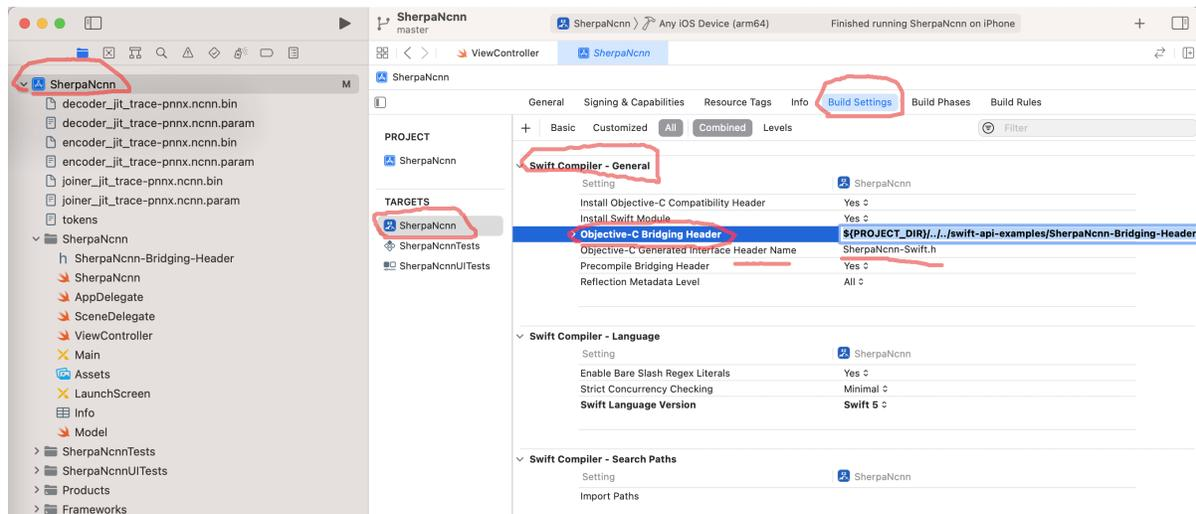 SherpaNcnn
master
SherpaNcnn
Any iOS Device (arm64)
Finished running SherpaNcnn on iPhone
ViewController
SherpaNcnn
SherpaNcnn
SherpaNcnn
M
decoder_jit_trace-pnnx.ncnn.bin
decoder_jit_trace-pnnx.ncnn.param
encoder_jit_trace-pnnx.ncnn.bin
encoder_jit_trace-pnnx.ncnn.param
joiner_jit_trace-pnnx.ncnn.bin
joiner_jit_trace-pnnx.ncnn.param
tokens
SherpaNcnn
SherpaNcnn-Bridging-Header
SherpaNcnn
AppDelegate
SceneDelegate
ViewController
Main
Assets
LaunchScreen
Info
Model
SherpaNcnnTests
SherpaNcnnUITests
Products
Frameworks
PROJECT
SherpaNcnn
TARGETS
SherpaNcnn
SherpaNcnnTests
SherpaNcnnUITests
General Signing & Capabilities Resource Tags Info Build Settings Build Phases Build Rules
Basic Customized All Combined Levels Filter
Swift Compiler - General
Setting SherpaNcnn
Install Objective-C Compatibility Header Yes
Install Swift Module Yes
Objective-C Bridging Header ${PROJECT_DIR}/../../swift-api-examples/SherpaNcnn-Bridging-Header
Objective-C Generated Interface Header Name SherpaNcnn-Swift.h
Precompile Bridging Header Yes
Reflection Metadata Level All
Swift Compiler - Language
Setting SherpaNcnn
Enable Bare Slash Regex Literals Yes
Strict Concurrency Checking Minimal
Swift Language Version Swift 5
Swift Compiler - Search Paths
Setting SherpaNcnn
Import Paths